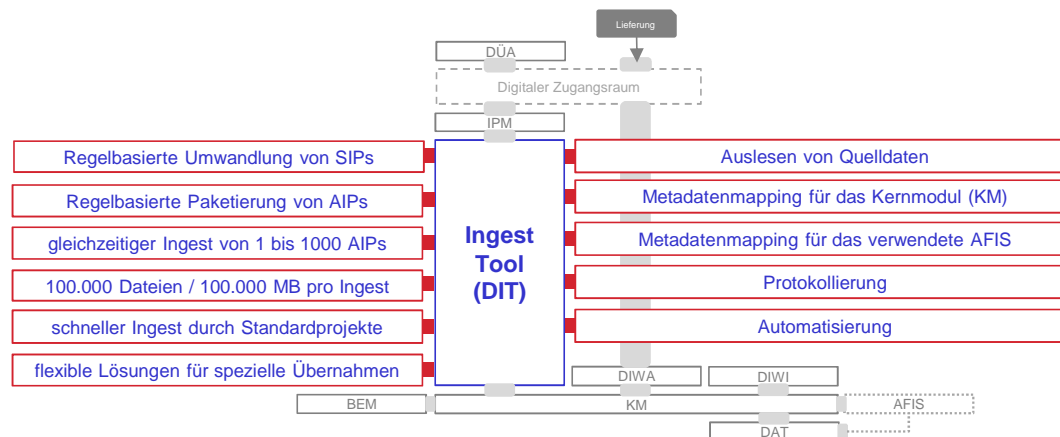 Lieferung
DÜA
Digitaler Zugangsraum
IPM
Regelbasierte Umwandlung von SIPs
Regelbasierte Paketierung von AIPs
gleichzeitiger Ingest von 1 bis 1000 AIPs
100.000 Dateien / 100.000 MB pro Ingest
schneller Ingest durch Standardprojekte
flexible Lösungen für spezielle Übernahmen
Ingest
Tool
(DIT)
Auslesen von Quelldaten
Metadatenmapping für das Kernmodul (KM)
Metadatenmapping für das verwendete AFIS
Protokollierung
Automatisierung
DIWA
DIWI
BEM
KM
AFIS
DAT